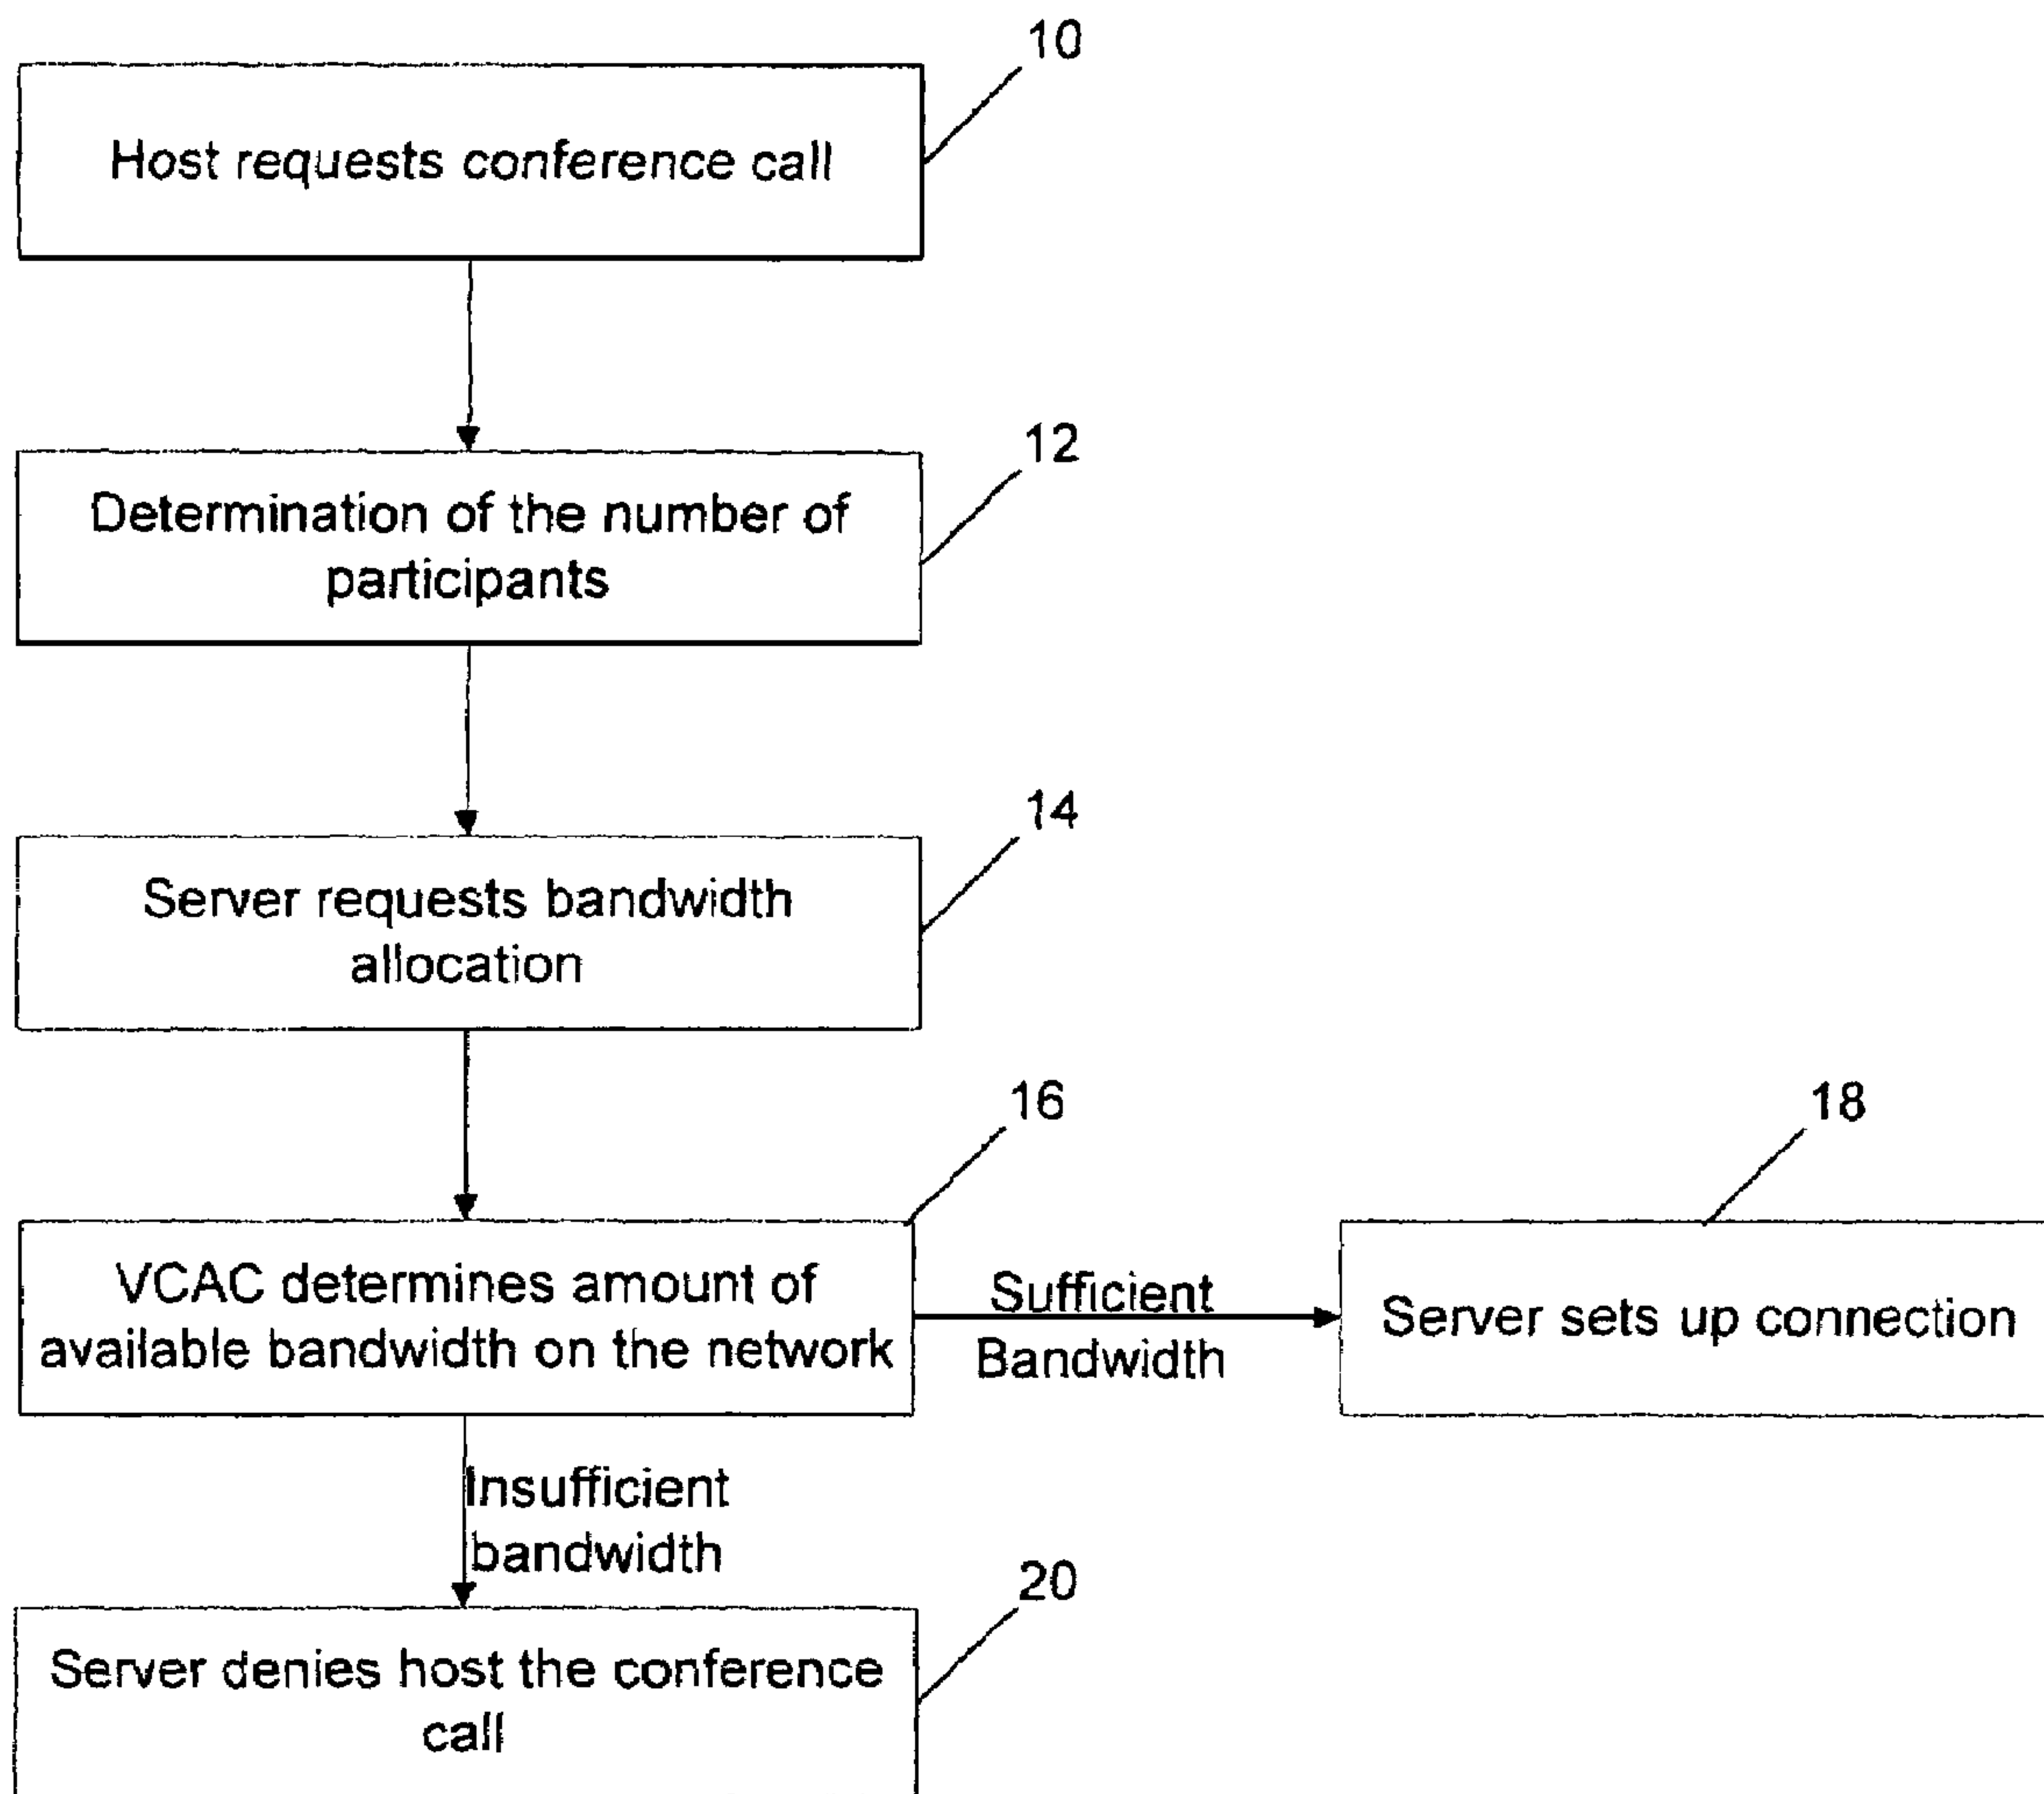 10
Host requests conference call
12
Determination of the number of
participants
14
Server requests bandwidth
allocation
16
18
VCAC determines amount of
available bandwidth on the network
Sufficient
Bandwidth
Server sets up connection
Insufficient
bandwidth
20
Server denies host the conference
call